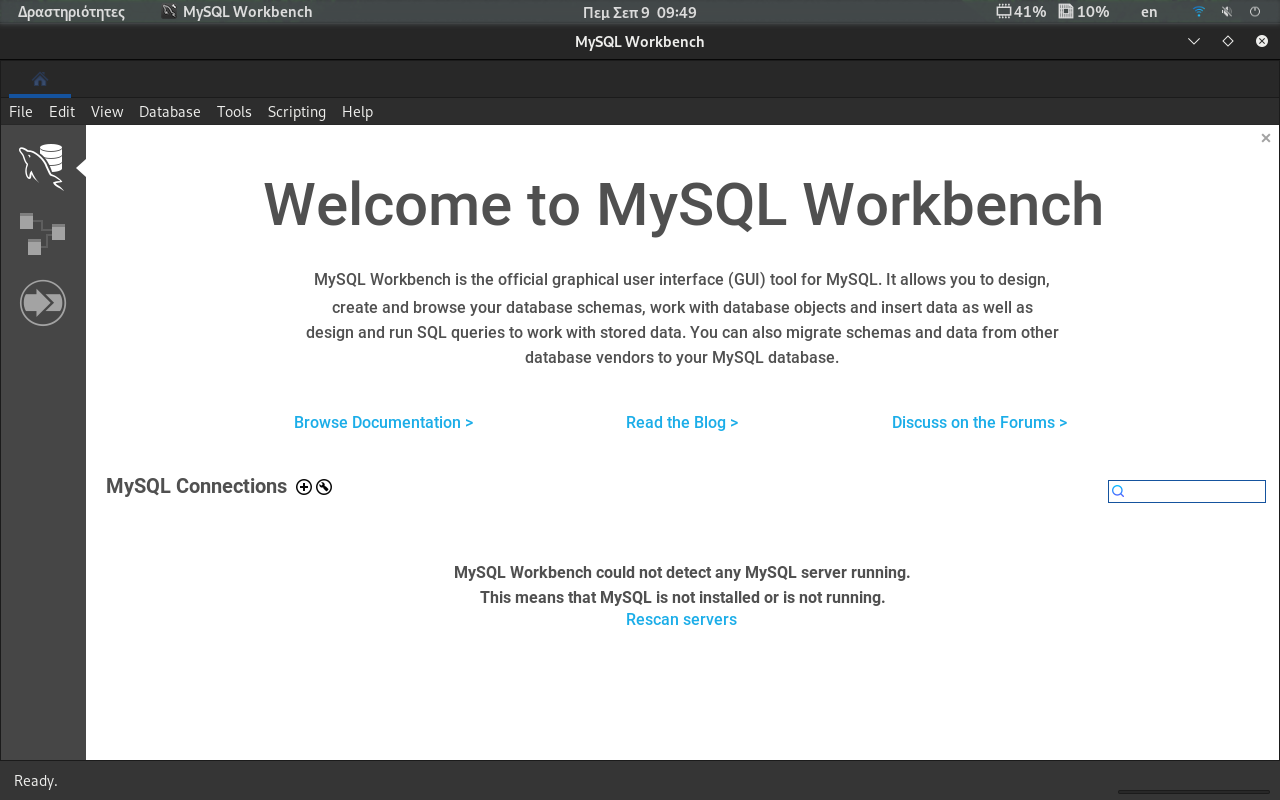 Δραστηριότητες MySQL Workbench Πεμ Σεπ 9 09:49 41% 10% en
MySQL Workbench
File Edit View Database Tools Scripting Help
Welcome to MySQL Workbench
MySQL Workbench is the official graphical user interface (GUI) tool for MySQL. It allows you to design,
create and browse your database schemas, work with database objects and insert data as well as
design and run SQL queries to work with stored data. You can also migrate schemas and data from other
database vendors to your MySQL database.
Browse Documentation > Read the Blog > Discuss on the Forums >
MySQL Connections
MySQL Workbench could not detect any MySQL server running.
This means that MySQL is not installed or is not running.
Rescan servers
Ready.